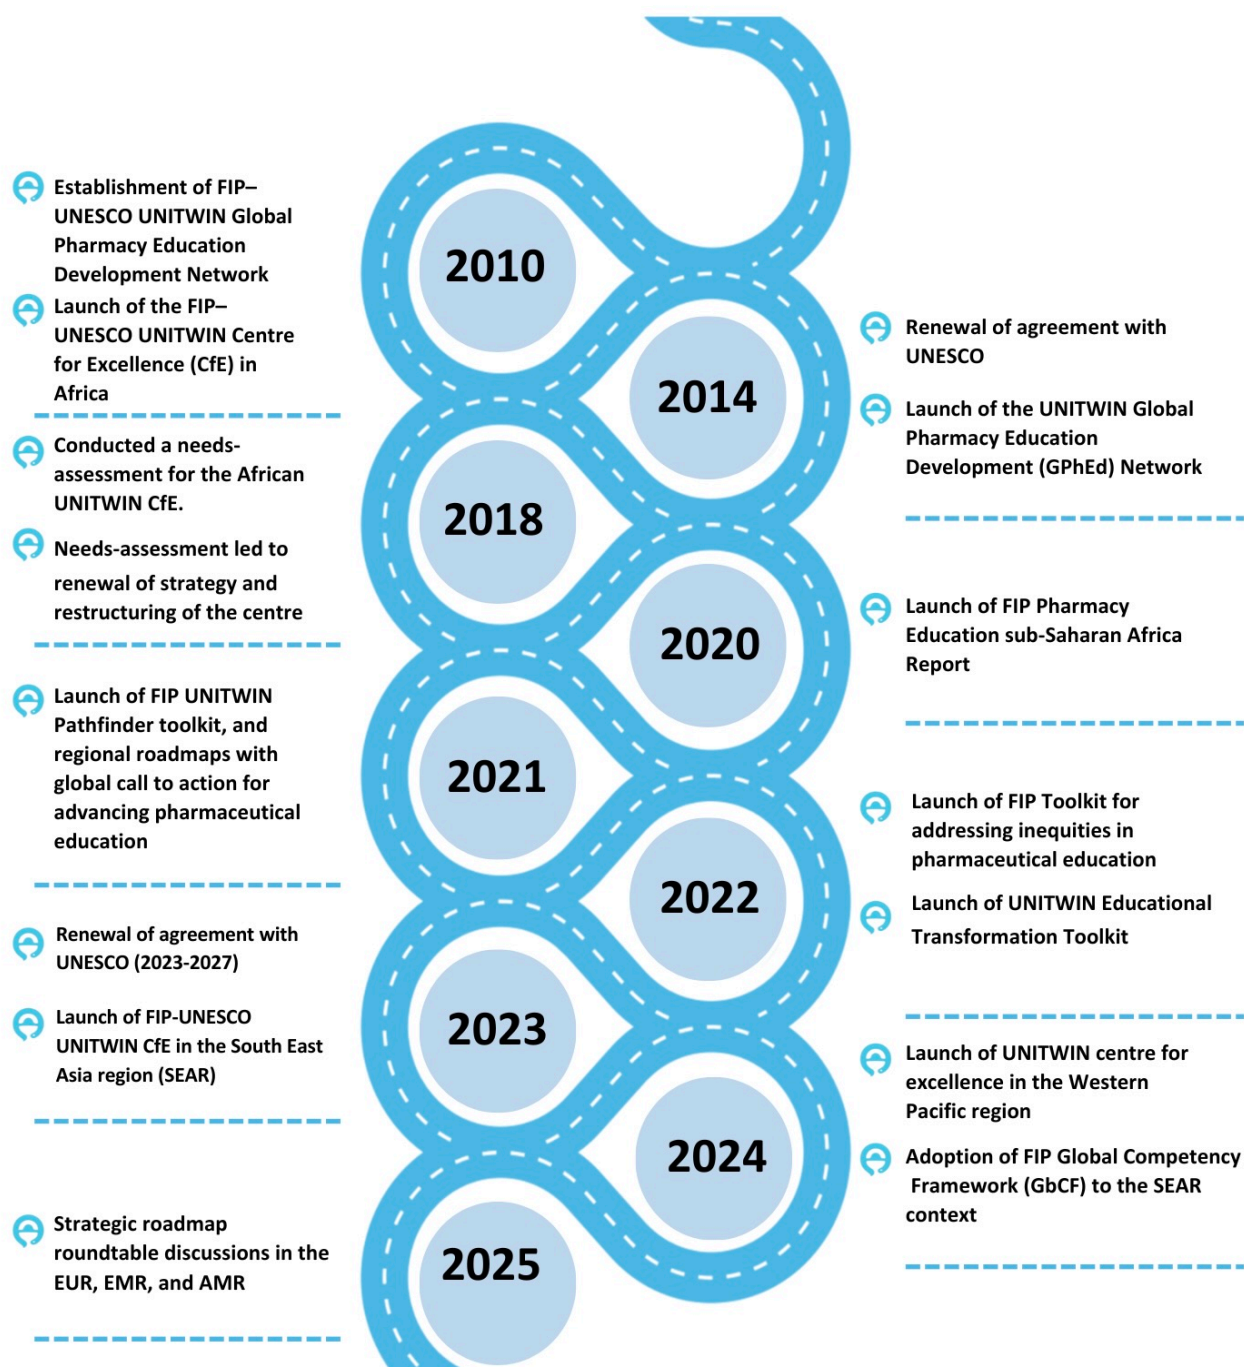 2010
Establishment of FIP–
UNESCO UNITWIN Global
Pharmacy Education
Development Network
Launch of the FIP–
UNESCO UNITWIN Centre
for Excellence (CfE) in
Africa
2014
Renewal of agreement with
UNESCO
Launch of the UNITWIN Global
Pharmacy Education
Development (GPhEd) Network
2018
Conducted a needs-
assessment for the African
UNITWIN CfE.
Needs-assessment led to
renewal of strategy and
restructuring of the centre
2020
Launch of FIP Pharmacy
Education sub-Saharan Africa
Report
2021
Launch of FIP UNITWIN
Pathfinder toolkit, and
regional roadmaps with
global call to action for
advancing pharmaceutical
education
2022
Launch of FIP Toolkit for
addressing inequities in
pharmaceutical education
Launch of UNITWIN Educational
Transformation Toolkit
2023
Renewal of agreement with
UNESCO (2023-2027)
Launch of FIP-UNESCO
UNITWIN CfE in the South East
Asia region (SEAR)
2024
Launch of UNITWIN centre for
excellence in the Western
Pacific region
Adoption of FIP Global Competency
Framework (GbCF) to the SEAR
context
2025
Strategic roadmap
roundtable discussions in the
EUR, EMR, and AMR